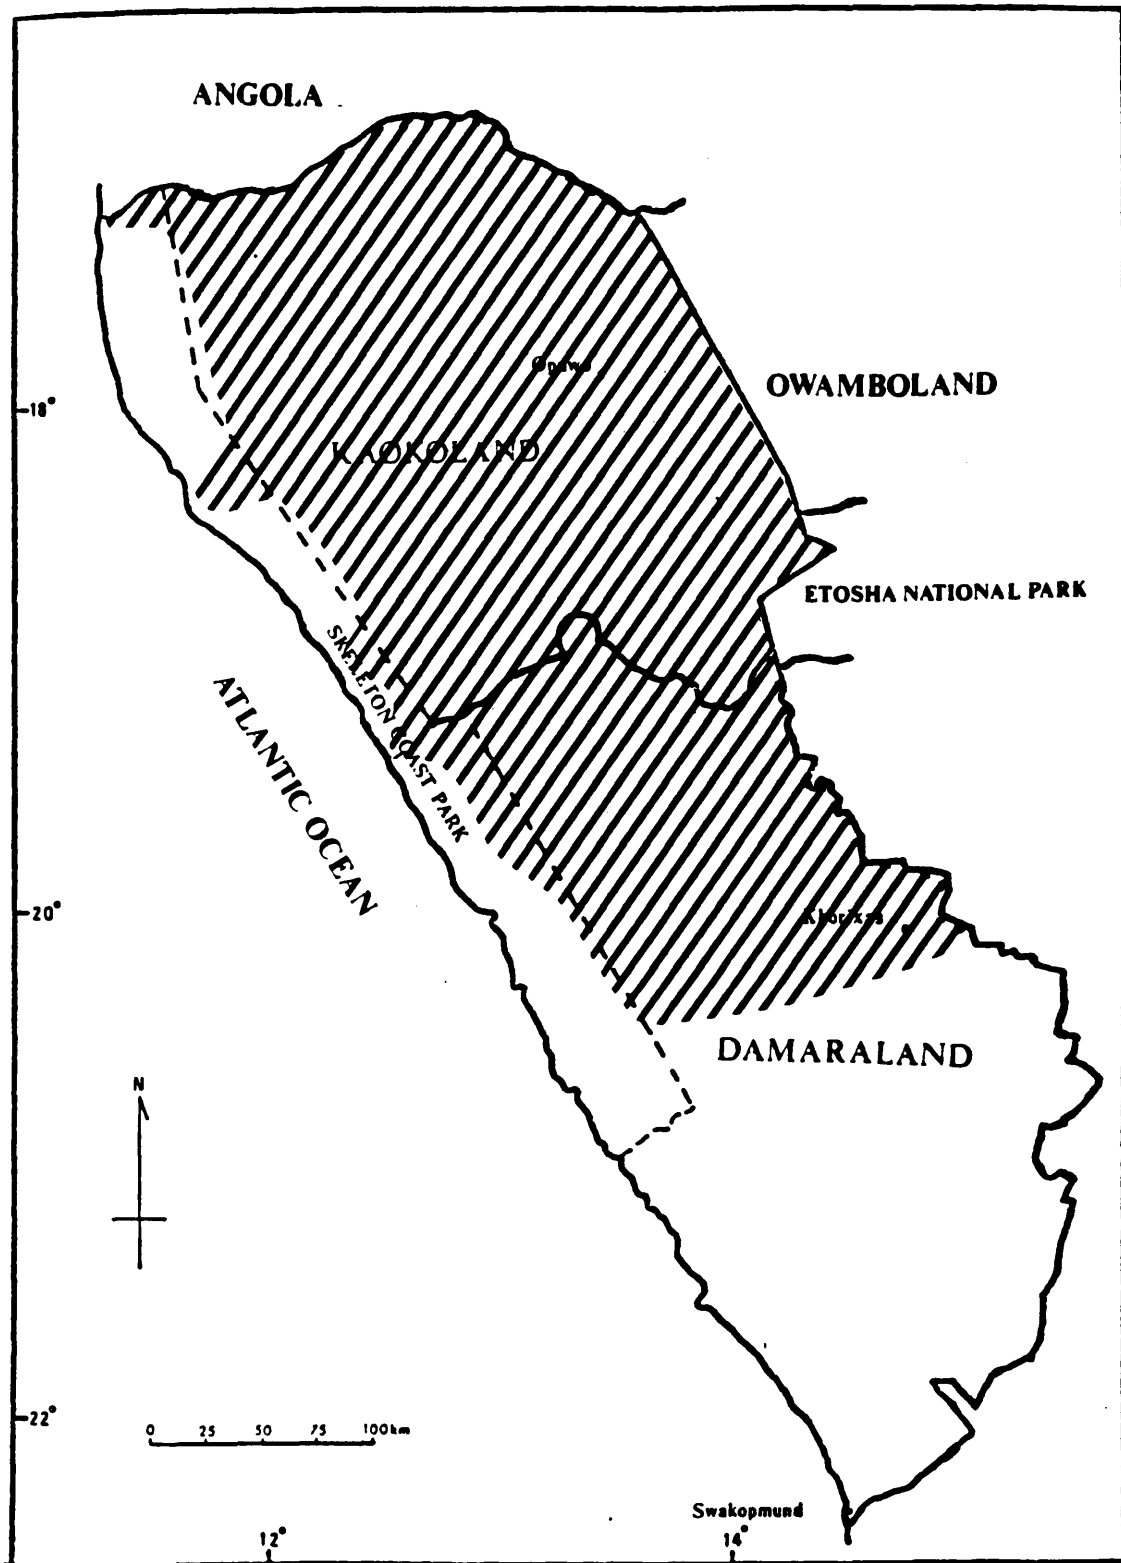 ANGOLA
Opuwo
OWAMBOLAND
18°
KAOKOLAND
ETOSHA NATIONAL PARK
SKELETON COAST PARK
ATLANTIC OCEAN
20°
Khorixas
DAMARALAND
N
22°
0 25 50 75 100km
Swakopmund
12° 14°